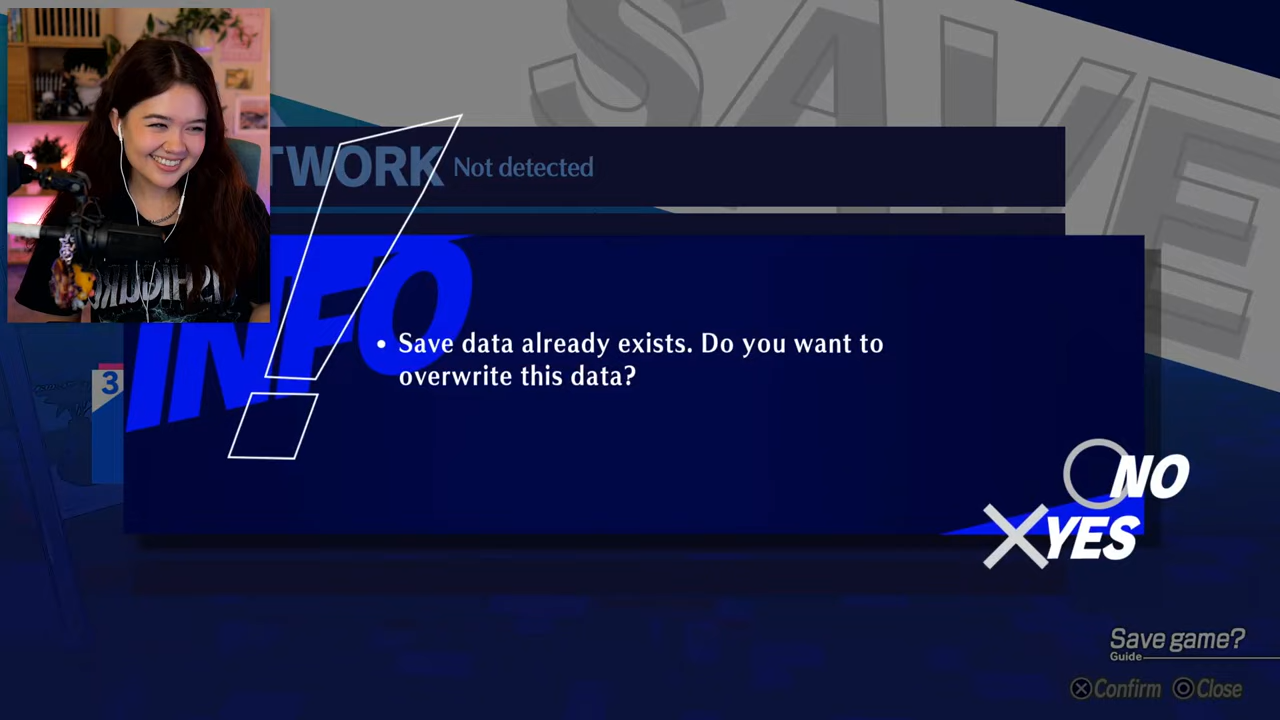 SAVE
TWORK Not detected
INFO
• Save data already exists. Do you want to
overwrite this data?
3
NO
YES
Save game?
Guide
Confirm Close